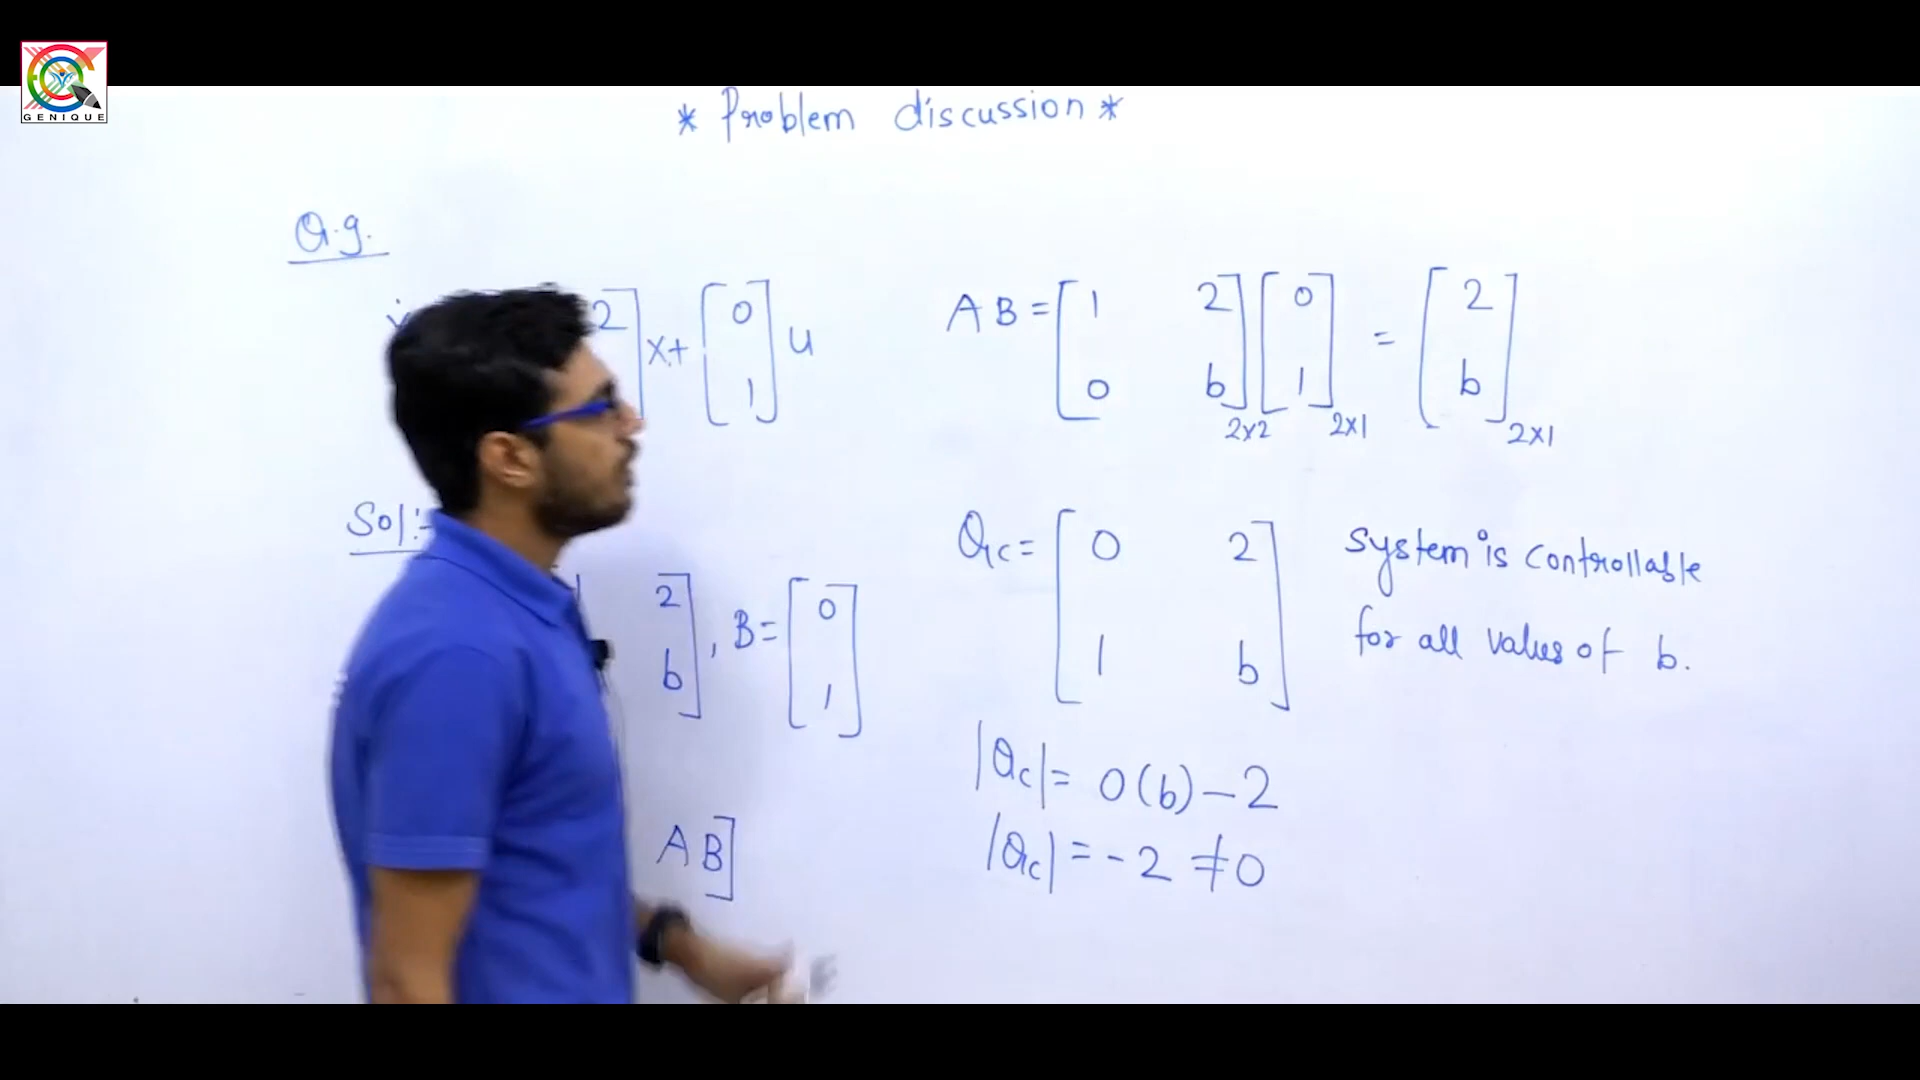 GENIQUE
* Problem discussion *
Q.9.
2
x+ [0 1] u
Sol:-
2
b
, B= [0 1]
AB]
AB = [1 2 0 b] 2x2 [0 1] 2x1 = [2 b] 2x1
Qc = [0 2 1 b]
System is controllable
for all values of b.
|Qc| = 0(b) - 2
|Qc| = -2 ≠ 0